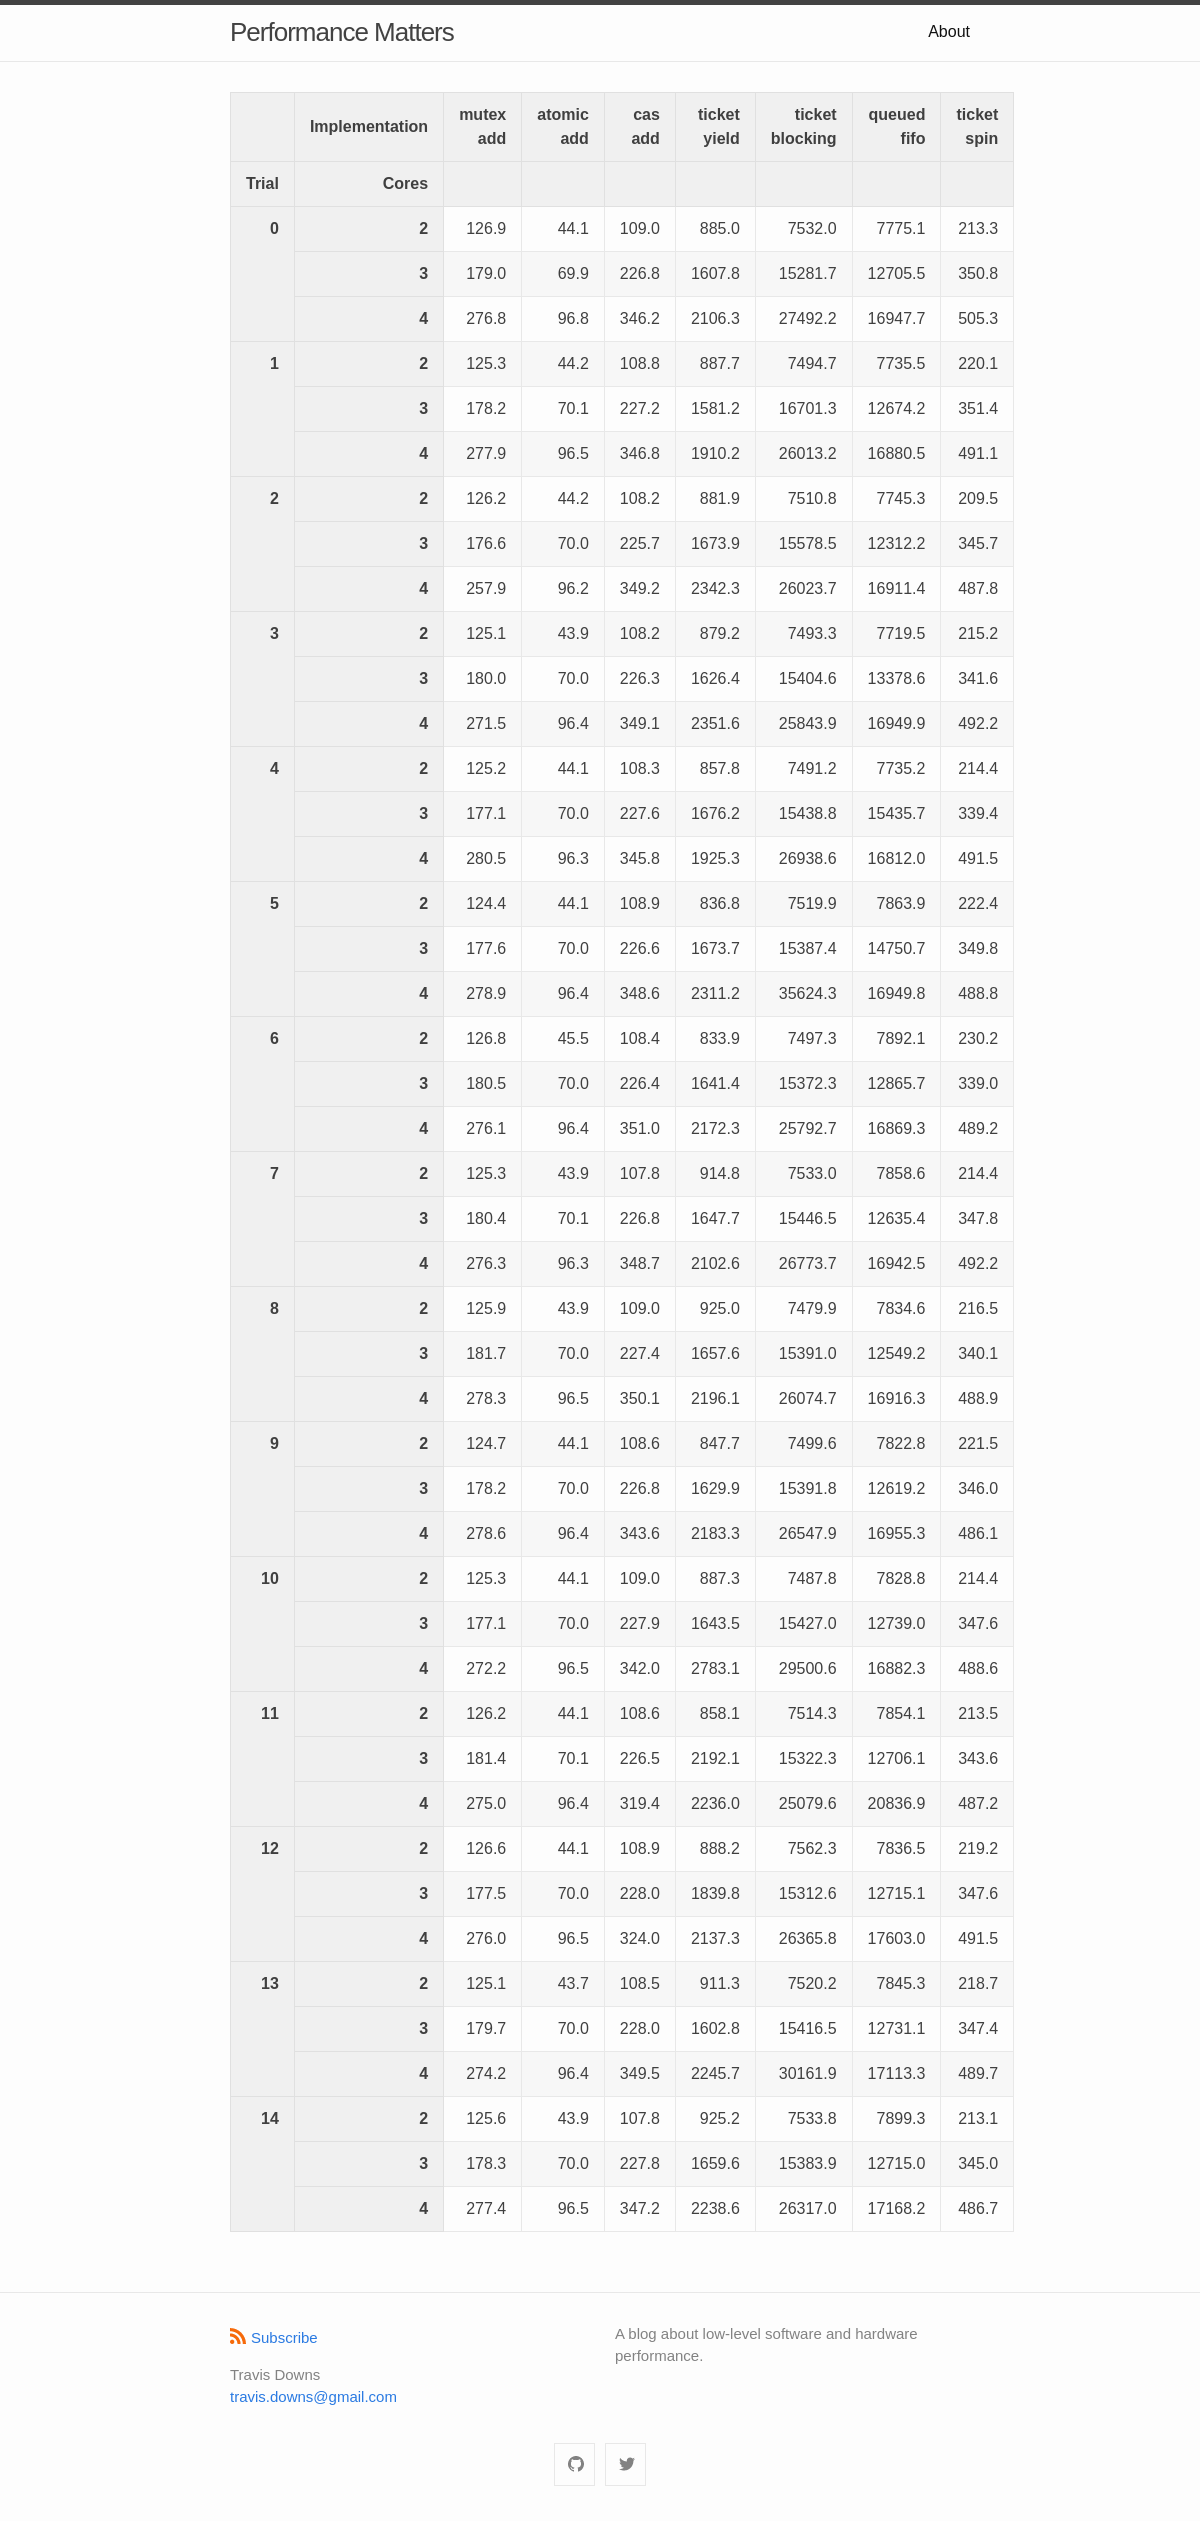 Performance Matters About
Implementation mutex add atomic add cas add ticket yield ticket blocking queued fifo ticket spin
Trial Cores
0 2 126.9 44.1 109.0 885.0 7532.0 7775.1 213.3
3 179.0 69.9 226.8 1607.8 15281.7 12705.5 350.8
4 276.8 96.8 346.2 2106.3 27492.2 16947.7 505.3
1 2 125.3 44.2 108.8 887.7 7494.7 7735.5 220.1
3 178.2 70.1 227.2 1581.2 16701.3 12674.2 351.4
4 277.9 96.5 346.8 1910.2 26013.2 16880.5 491.1
2 2 126.2 44.2 108.2 881.9 7510.8 7745.3 209.5
3 176.6 70.0 225.7 1673.9 15578.5 12312.2 345.7
4 257.9 96.2 349.2 2342.3 26023.7 16911.4 487.8
3 2 125.1 43.9 108.2 879.2 7493.3 7719.5 215.2
3 180.0 70.0 226.3 1626.4 15404.6 13378.6 341.6
4 271.5 96.4 349.1 2351.6 25843.9 16949.9 492.2
4 2 125.2 44.1 108.3 857.8 7491.2 7735.2 214.4
3 177.1 70.0 227.6 1676.2 15438.8 15435.7 339.4
4 280.5 96.3 345.8 1925.3 26938.6 16812.0 491.5
5 2 124.4 44.1 108.9 836.8 7519.9 7863.9 222.4
3 177.6 70.0 226.6 1673.7 15387.4 14750.7 349.8
4 278.9 96.4 348.6 2311.2 35624.3 16949.8 488.8
6 2 126.8 45.5 108.4 833.9 7497.3 7892.1 230.2
3 180.5 70.0 226.4 1641.4 15372.3 12865.7 339.0
4 276.1 96.4 351.0 2172.3 25792.7 16869.3 489.2
7 2 125.3 43.9 107.8 914.8 7533.0 7858.6 214.4
3 180.4 70.1 226.8 1647.7 15446.5 12635.4 347.8
4 276.3 96.3 348.7 2102.6 26773.7 16942.5 492.2
8 2 125.9 43.9 109.0 925.0 7479.9 7834.6 216.5
3 181.7 70.0 227.4 1657.6 15391.0 12549.2 340.1
4 278.3 96.5 350.1 2196.1 26074.7 16916.3 488.9
9 2 124.7 44.1 108.6 847.7 7499.6 7822.8 221.5
3 178.2 70.0 226.8 1629.9 15391.8 12619.2 346.0
4 278.6 96.4 343.6 2183.3 26547.9 16955.3 486.1
10 2 125.3 44.1 109.0 887.3 7487.8 7828.8 214.4
3 177.1 70.0 227.9 1643.5 15427.0 12739.0 347.6
4 272.2 96.5 342.0 2783.1 29500.6 16882.3 488.6
11 2 126.2 44.1 108.6 858.1 7514.3 7854.1 213.5
3 181.4 70.1 226.5 2192.1 15322.3 12706.1 343.6
4 275.0 96.4 319.4 2236.0 25079.6 20836.9 487.2
12 2 126.6 44.1 108.9 888.2 7562.3 7836.5 219.2
3 177.5 70.0 228.0 1839.8 15312.6 12715.1 347.6
4 276.0 96.5 324.0 2137.3 26365.8 17603.0 491.5
13 2 125.1 43.7 108.5 911.3 7520.2 7845.3 218.7
3 179.7 70.0 228.0 1602.8 15416.5 12731.1 347.4
4 274.2 96.4 349.5 2245.7 30161.9 17113.3 489.7
14 2 125.6 43.9 107.8 925.2 7533.8 7899.3 213.1
3 178.3 70.0 227.8 1659.6 15383.9 12715.0 345.0
4 277.4 96.5 347.2 2238.6 26317.0 17168.2 486.7
Subscribe
Travis Downs
travis.downs@gmail.com
A blog about low-level software and hardware
performance.